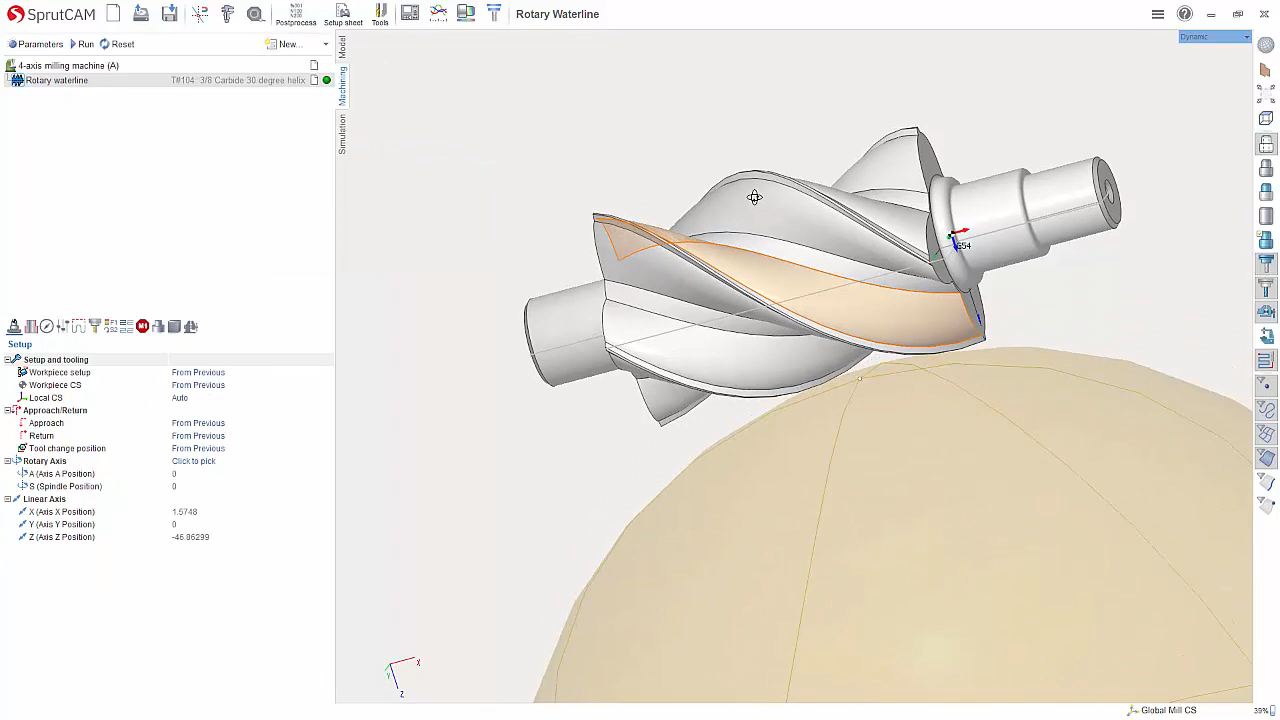 SprutCAM
Postprocess
Setup sheet
Tools
Rotary Waterline
Parameters
Run
Reset
New...
Dynamic
4-axis milling machine (A)
Rotary waterline
T#104: 3/8 Carbide 30 degree helix
Model
Machining
Simulation
G54
Setup
Setup and tooling
Workpiece setup From Previous
Workpiece CS From Previous
Local CS Auto
Approach/Return
Approach From Previous
Return From Previous
Tool change position From Previous
Rotary Axis Click to pick
A (Axis A Position) 0
S (Spindle Position) 0
Linear Axis
X (Axis X Position) 1.5748
Y (Axis Y Position) 0
Z (Axis Z Position) -46.86299
X
Y
Z
Global Mill CS
39%